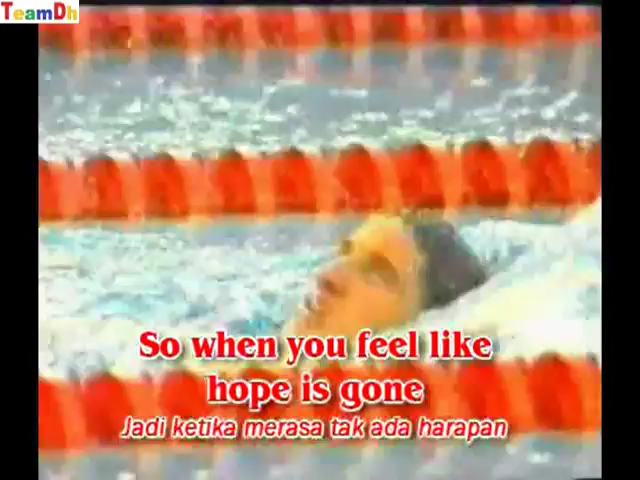 TeamDh
So when you feel like
hope is gone
Jadi ketika merasa tak ada harapan